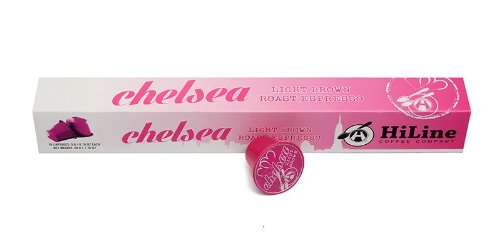 chelsea
LIGHT BROWN
ROAST ESPRESSO
chelsea
LIGHT BROWN
ROAST ESPRESSO
HiLine
COFFEE COMPANY
chelsea